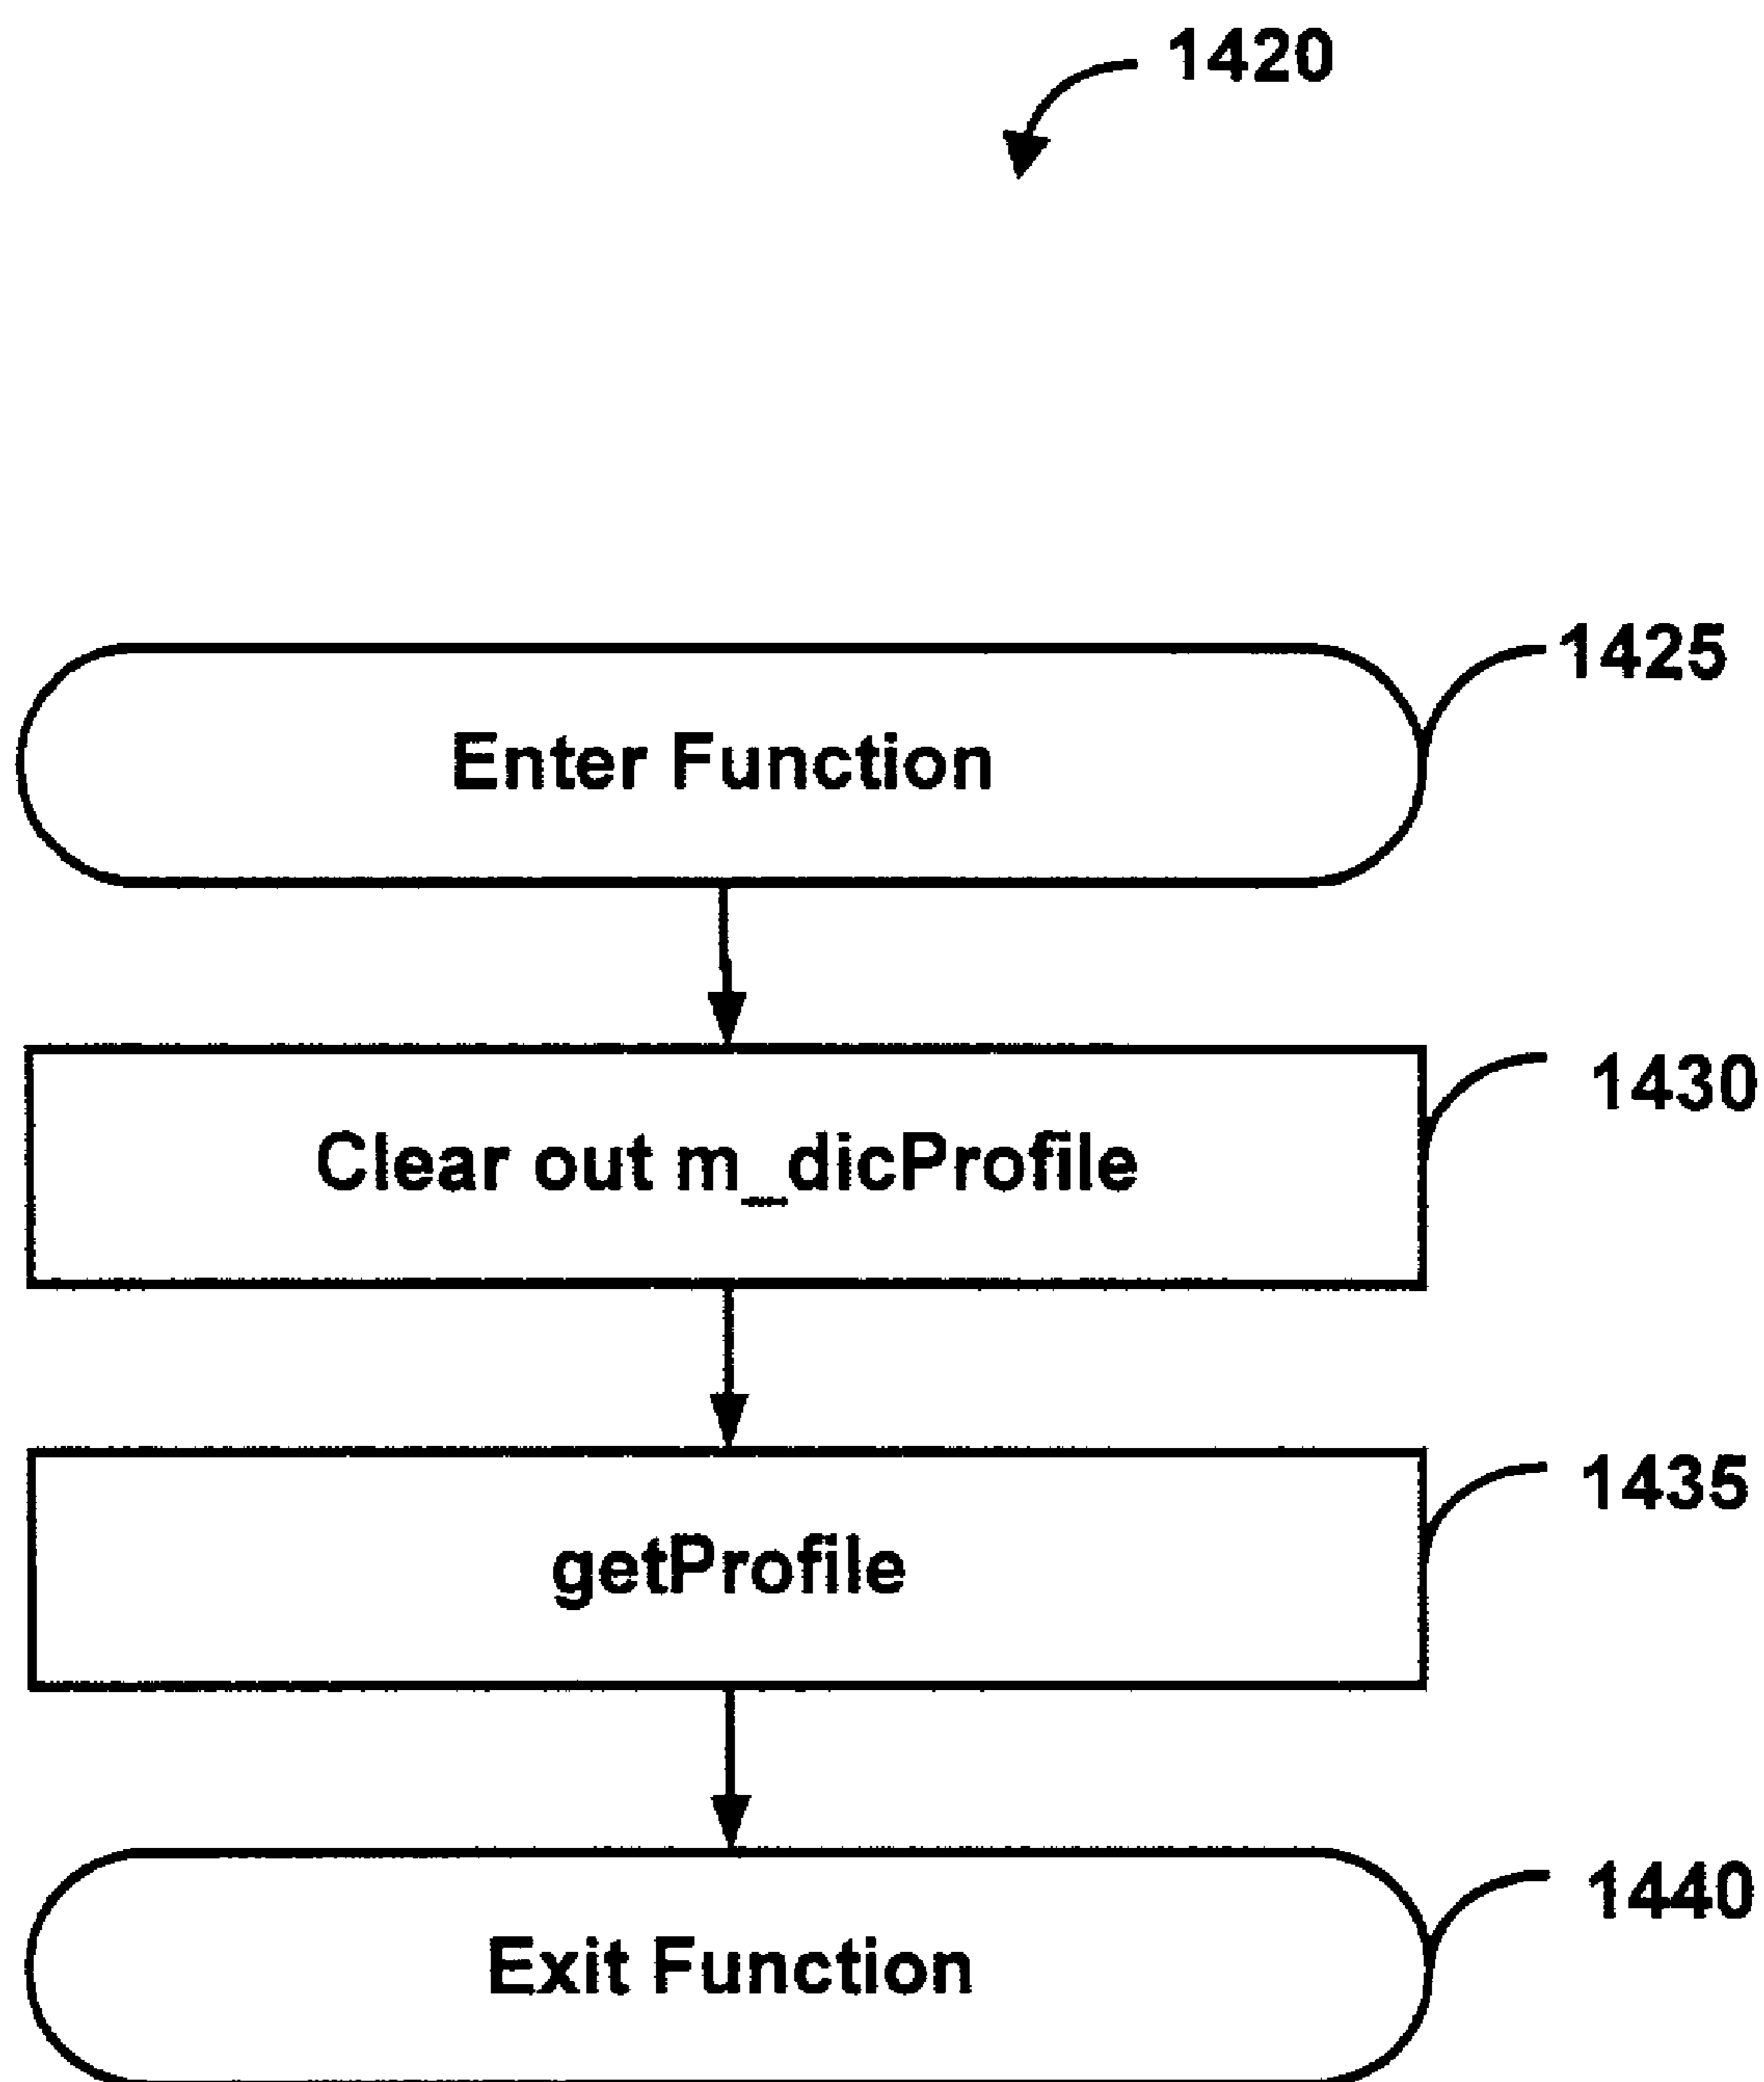 1420
1425
Enter Function
1430
Clear out m_dicProfile
1435
getProfile
1440
Exit Function